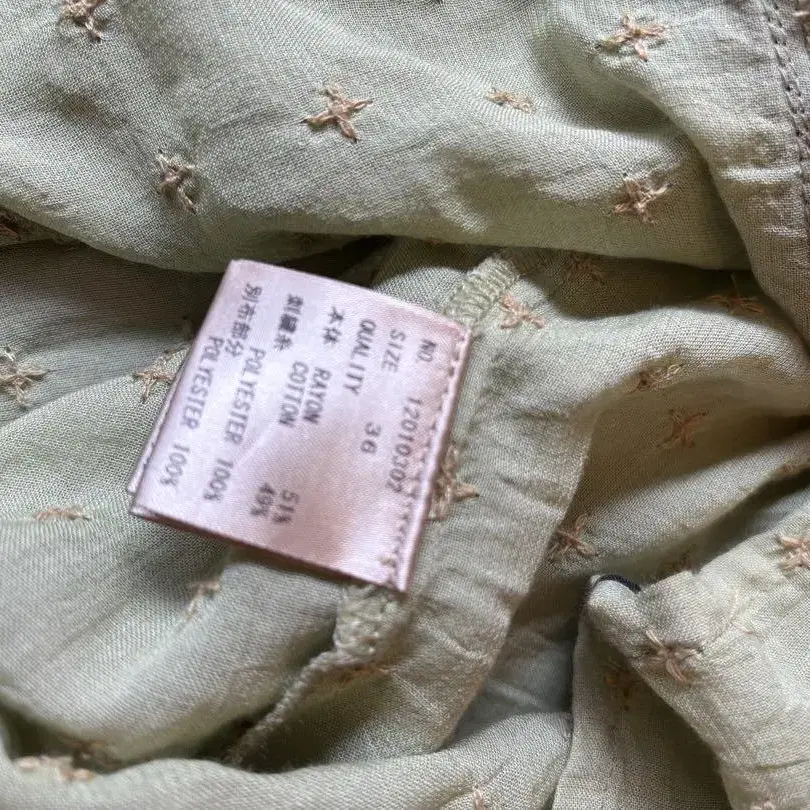 NO. 12010302
SIZE 36
QUALITY
本体 RAYON 51%
COTTON 49%
刺繍糸 POLYESTER 100%
別布部分 POLYESTER 100%